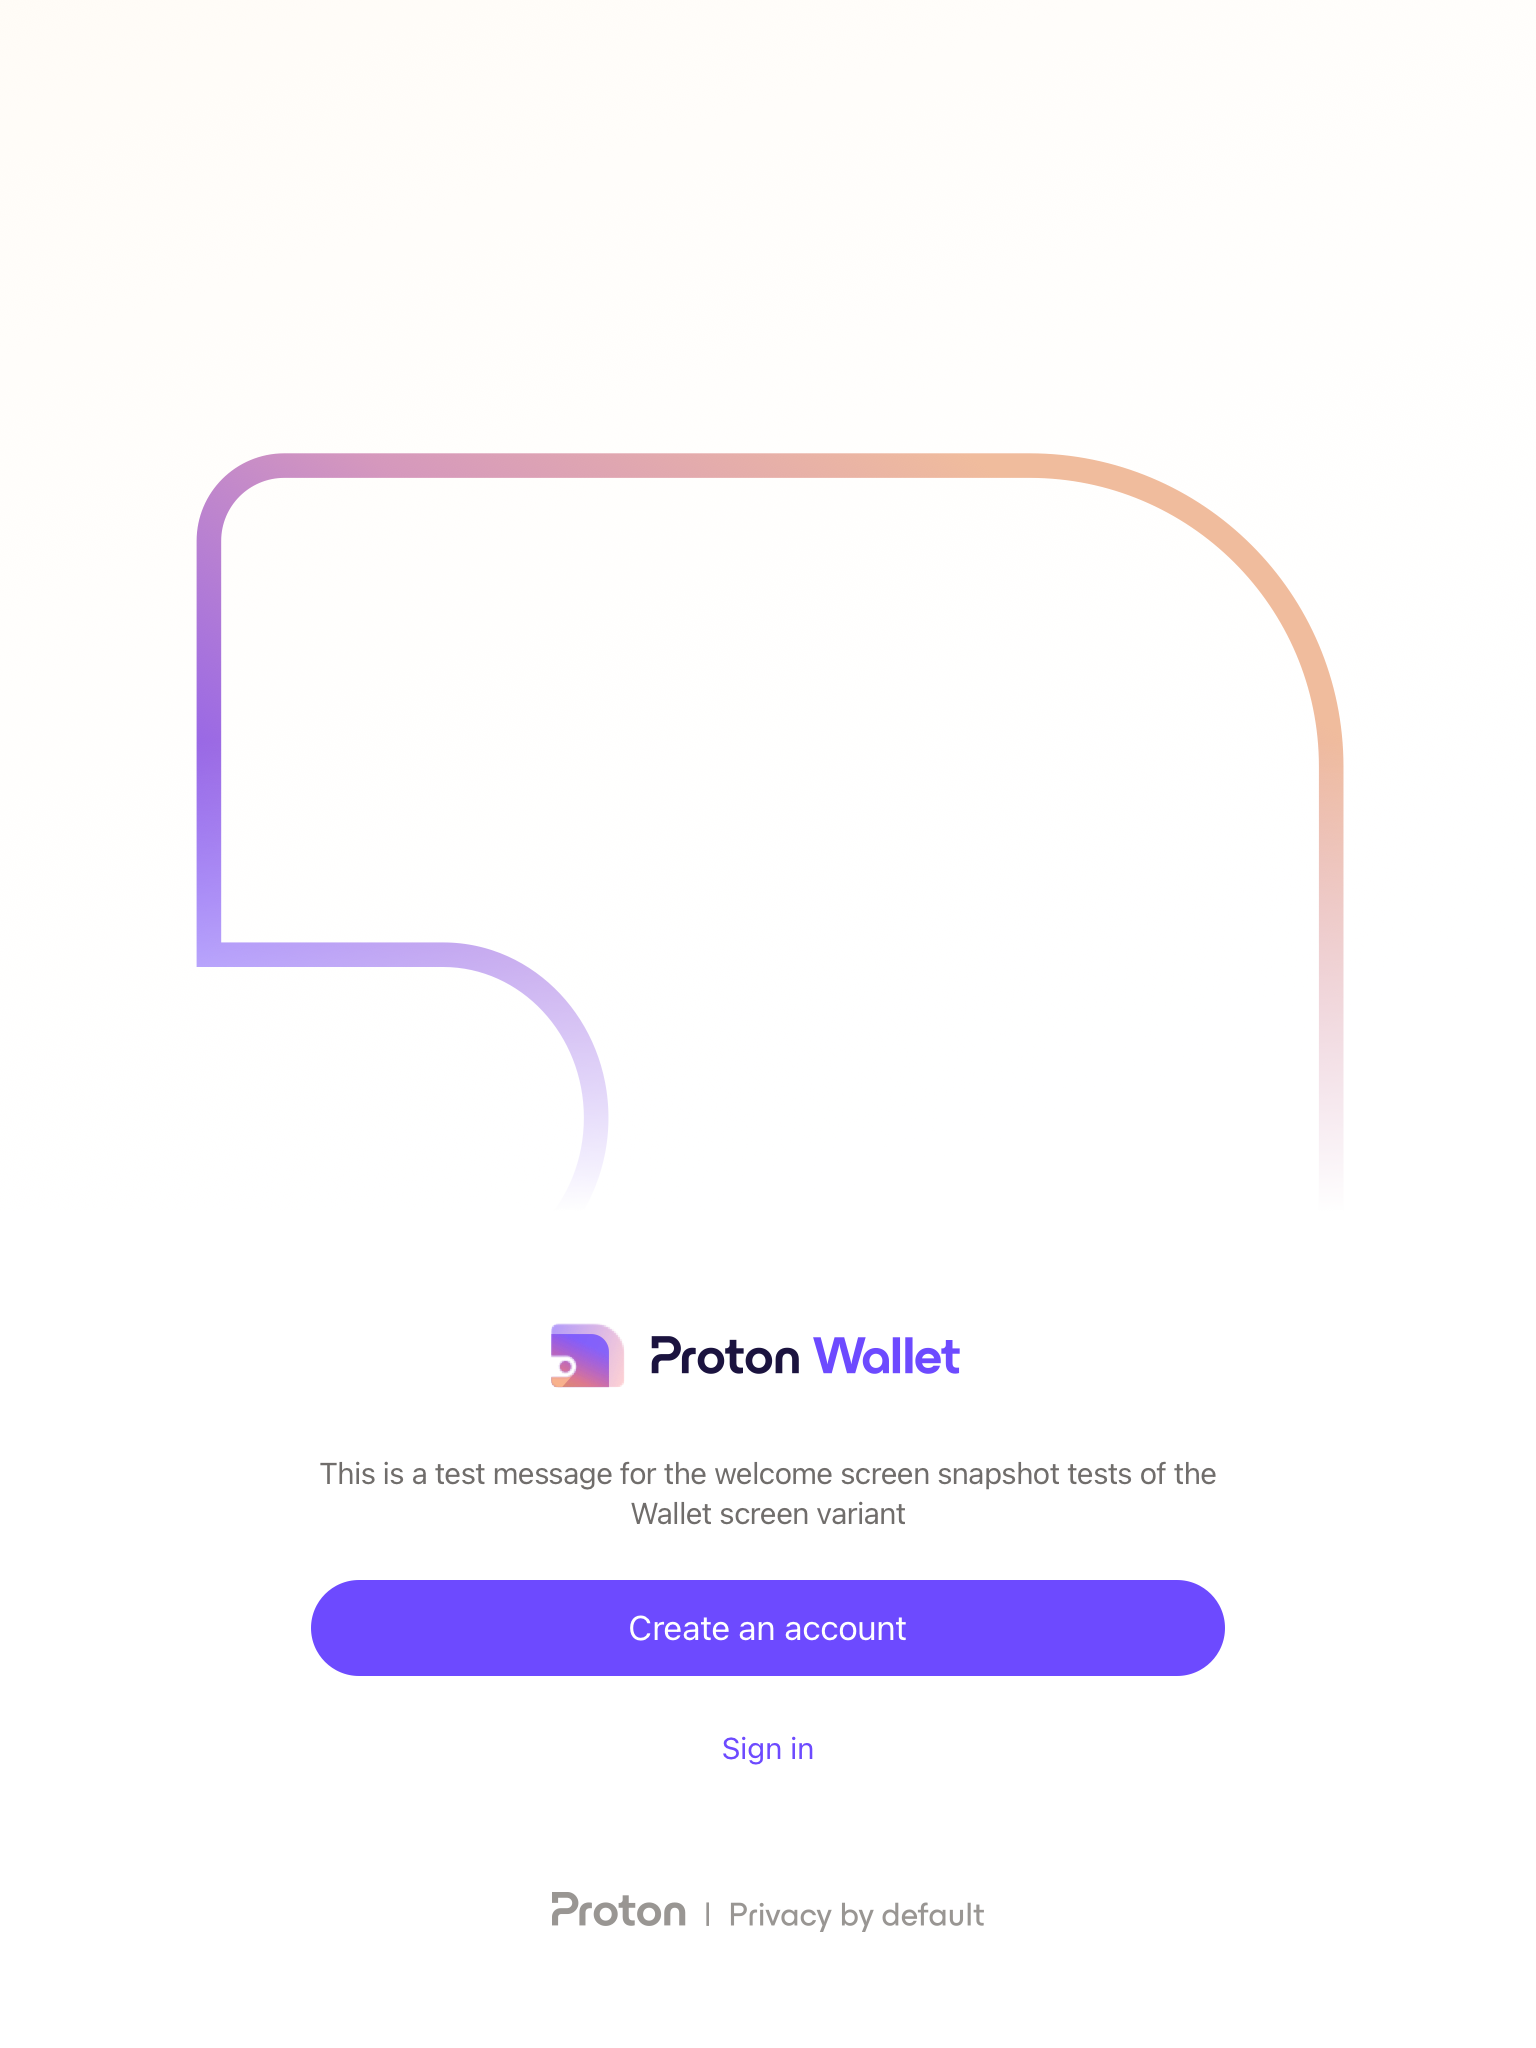 Proton Wallet
This is a test message for the welcome screen snapshot tests of the
Wallet screen variant
Create an account
Sign in
Proton | Privacy by default